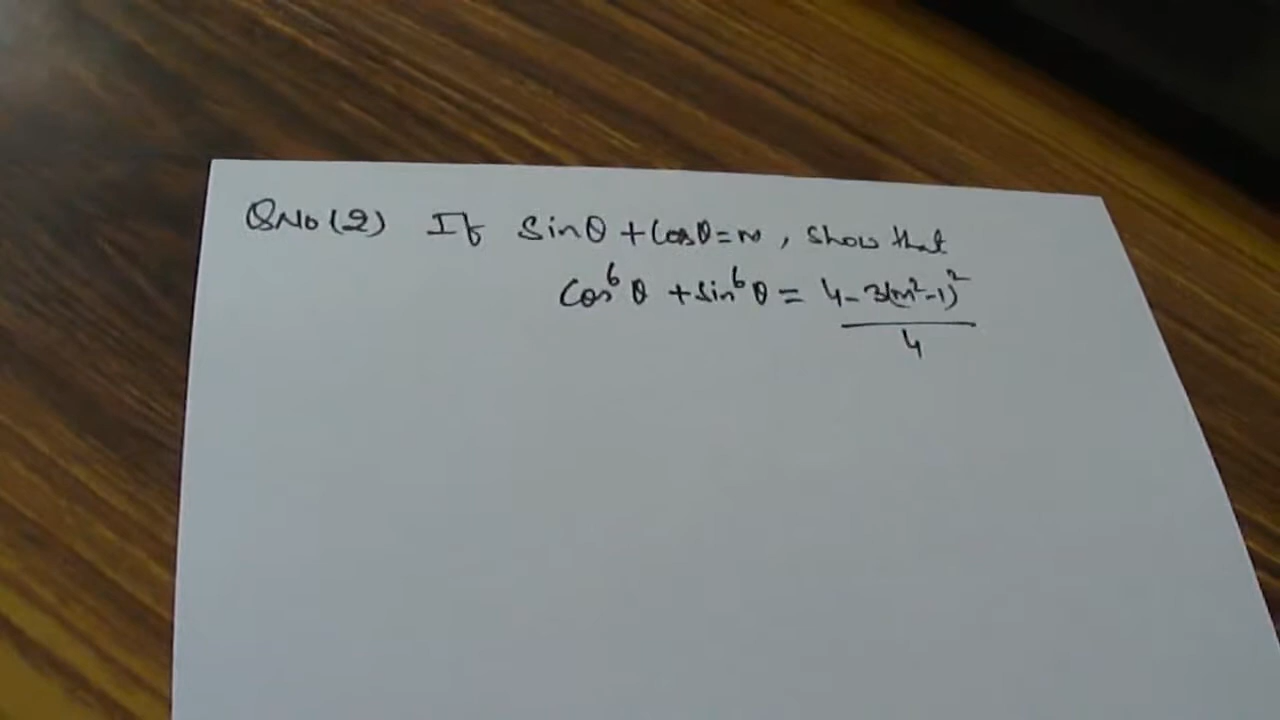 QNo (2) If sinθ + cosθ = m, show that
cos⁶θ + sin⁶θ = 4 - 3(m² - 1)²
4